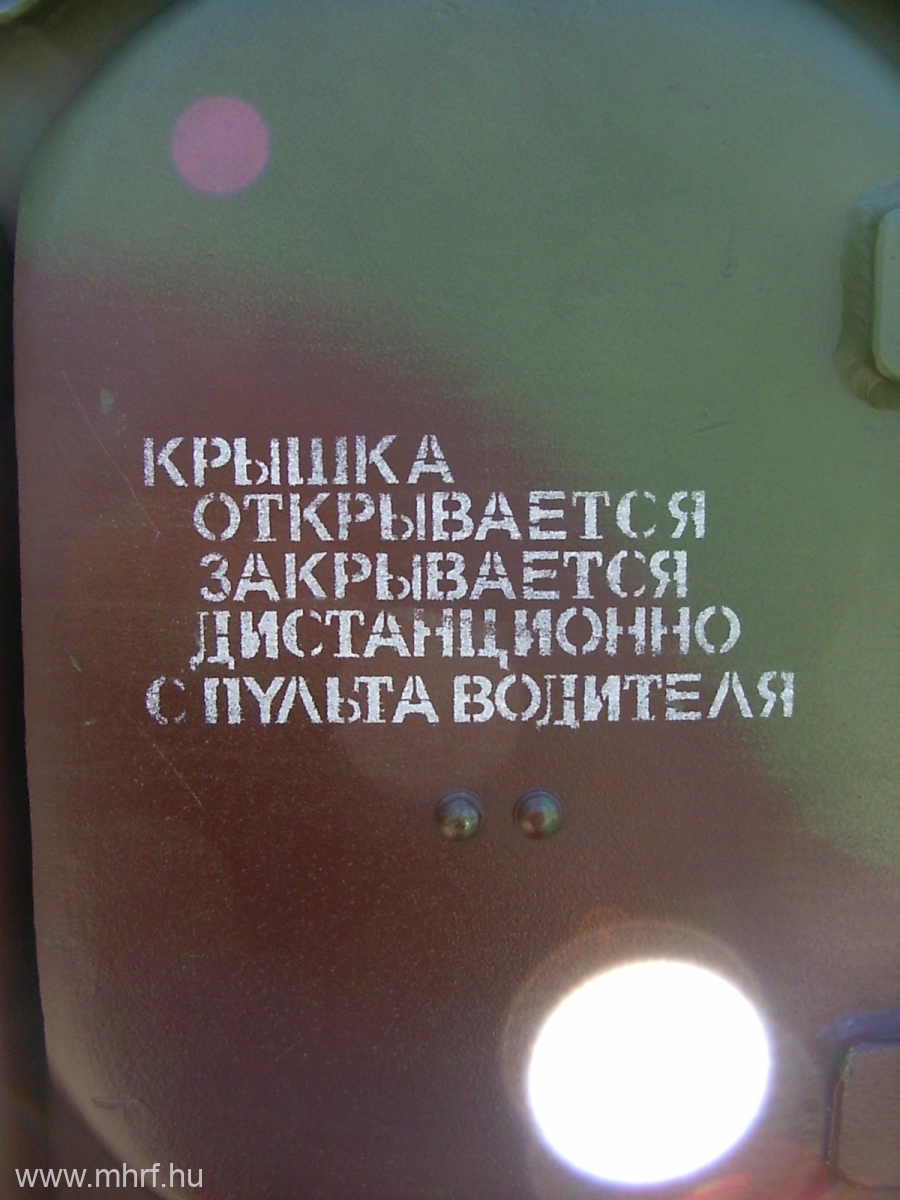 КРЫШКА
ОТКРЫВАЕТСЯ
ЗАКРЫВАЕТСЯ
ДИСТАНЦИОННО
С ПУЛЬТА ВОДИТЕЛЯ
www.mhrf.hu